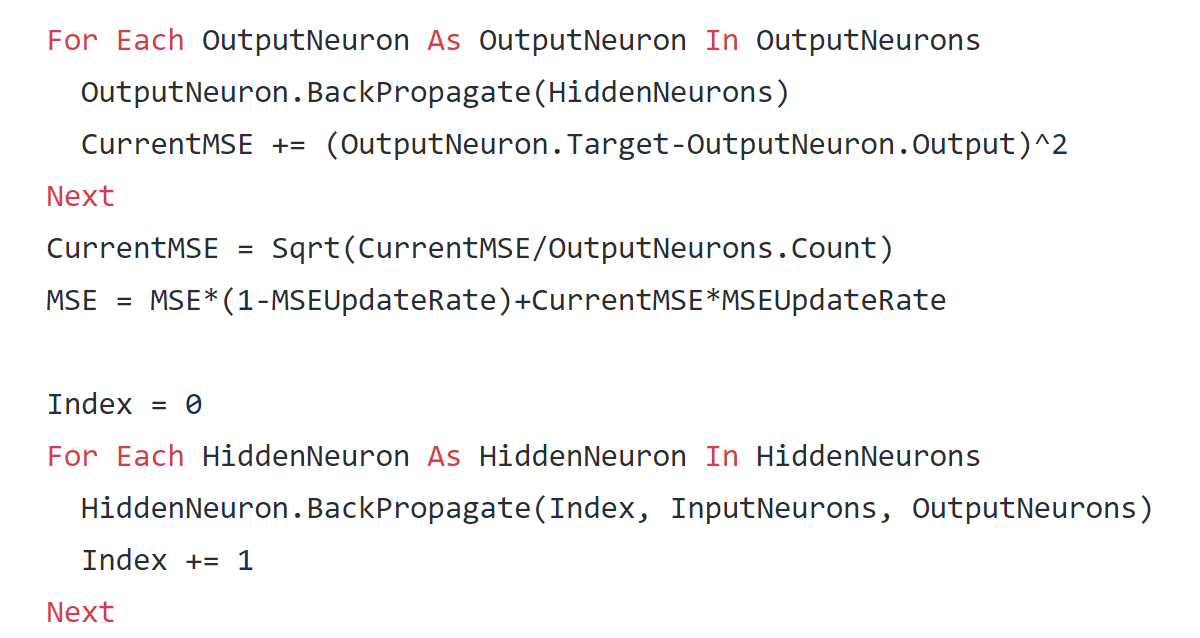 For Each OutputNeuron As OutputNeuron In OutputNeurons
  OutputNeuron.BackPropagate(HiddenNeurons)
  CurrentMSE += (OutputNeuron.Target-OutputNeuron.Output)^2
Next
CurrentMSE = Sqrt(CurrentMSE/OutputNeurons.Count)
MSE = MSE*(1-MSEUpdateRate)+CurrentMSE*MSEUpdateRate

Index = 0
For Each HiddenNeuron As HiddenNeuron In HiddenNeurons
  HiddenNeuron.BackPropagate(Index, InputNeurons, OutputNeurons)
  Index += 1
Next